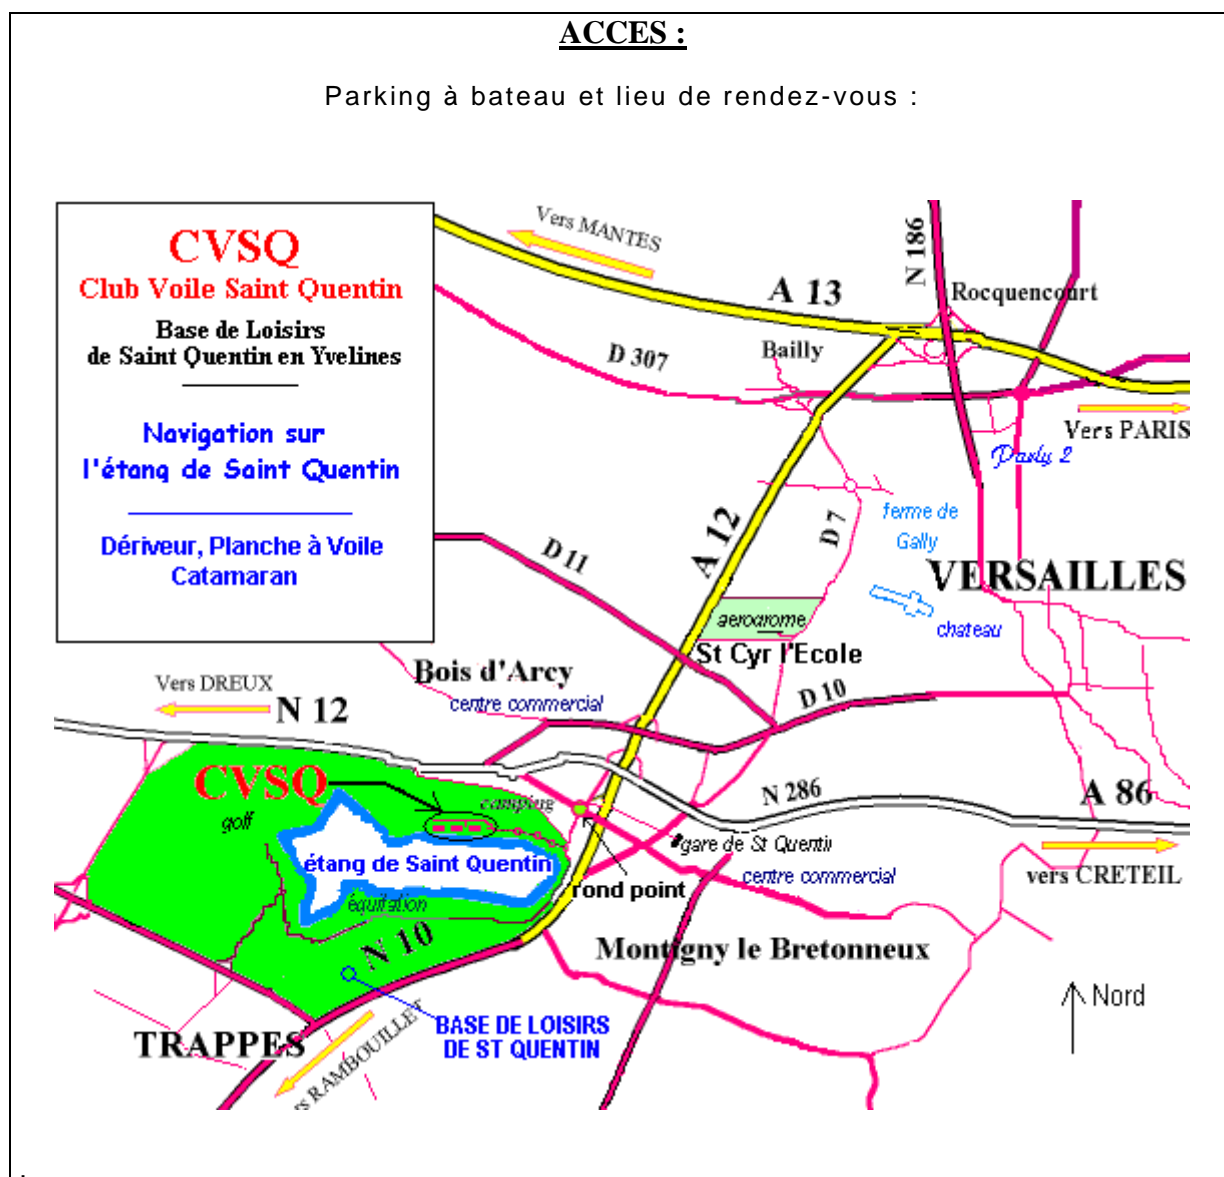 ACCES :
Parking à bateau et lieu de rendez-vous :
CVSQ
Club Voile Saint Quentin
Base de Loisirs
de Saint Quentin en Yvelines
Navigation sur
l'étang de Saint Quentin
Dériveur, Planche à Voile
Catamaran
Vers MANTES
A 13
N 186
Rocquencourt
D 307
Bailly
Vers PARIS
Parly 2
A 12
D 7
ferme de
Gally
D 11
VERSAILLES
aerodrome
chateau
St Cyr l'Ecole
Bois d'Arcy
centre commercial
D 10
Vers DREUX
N 12
CVSQ
golf
camping
N 286
A 86
gare de St Quentin
étang de Saint Quentin
centre commercial
vers CRETEIL
rond point
équitation
N 10
Montigny le Bretonneux
Nord
BASE DE LOISIRS
DE ST QUENTIN
TRAPPES
RAMBOUILLET
.